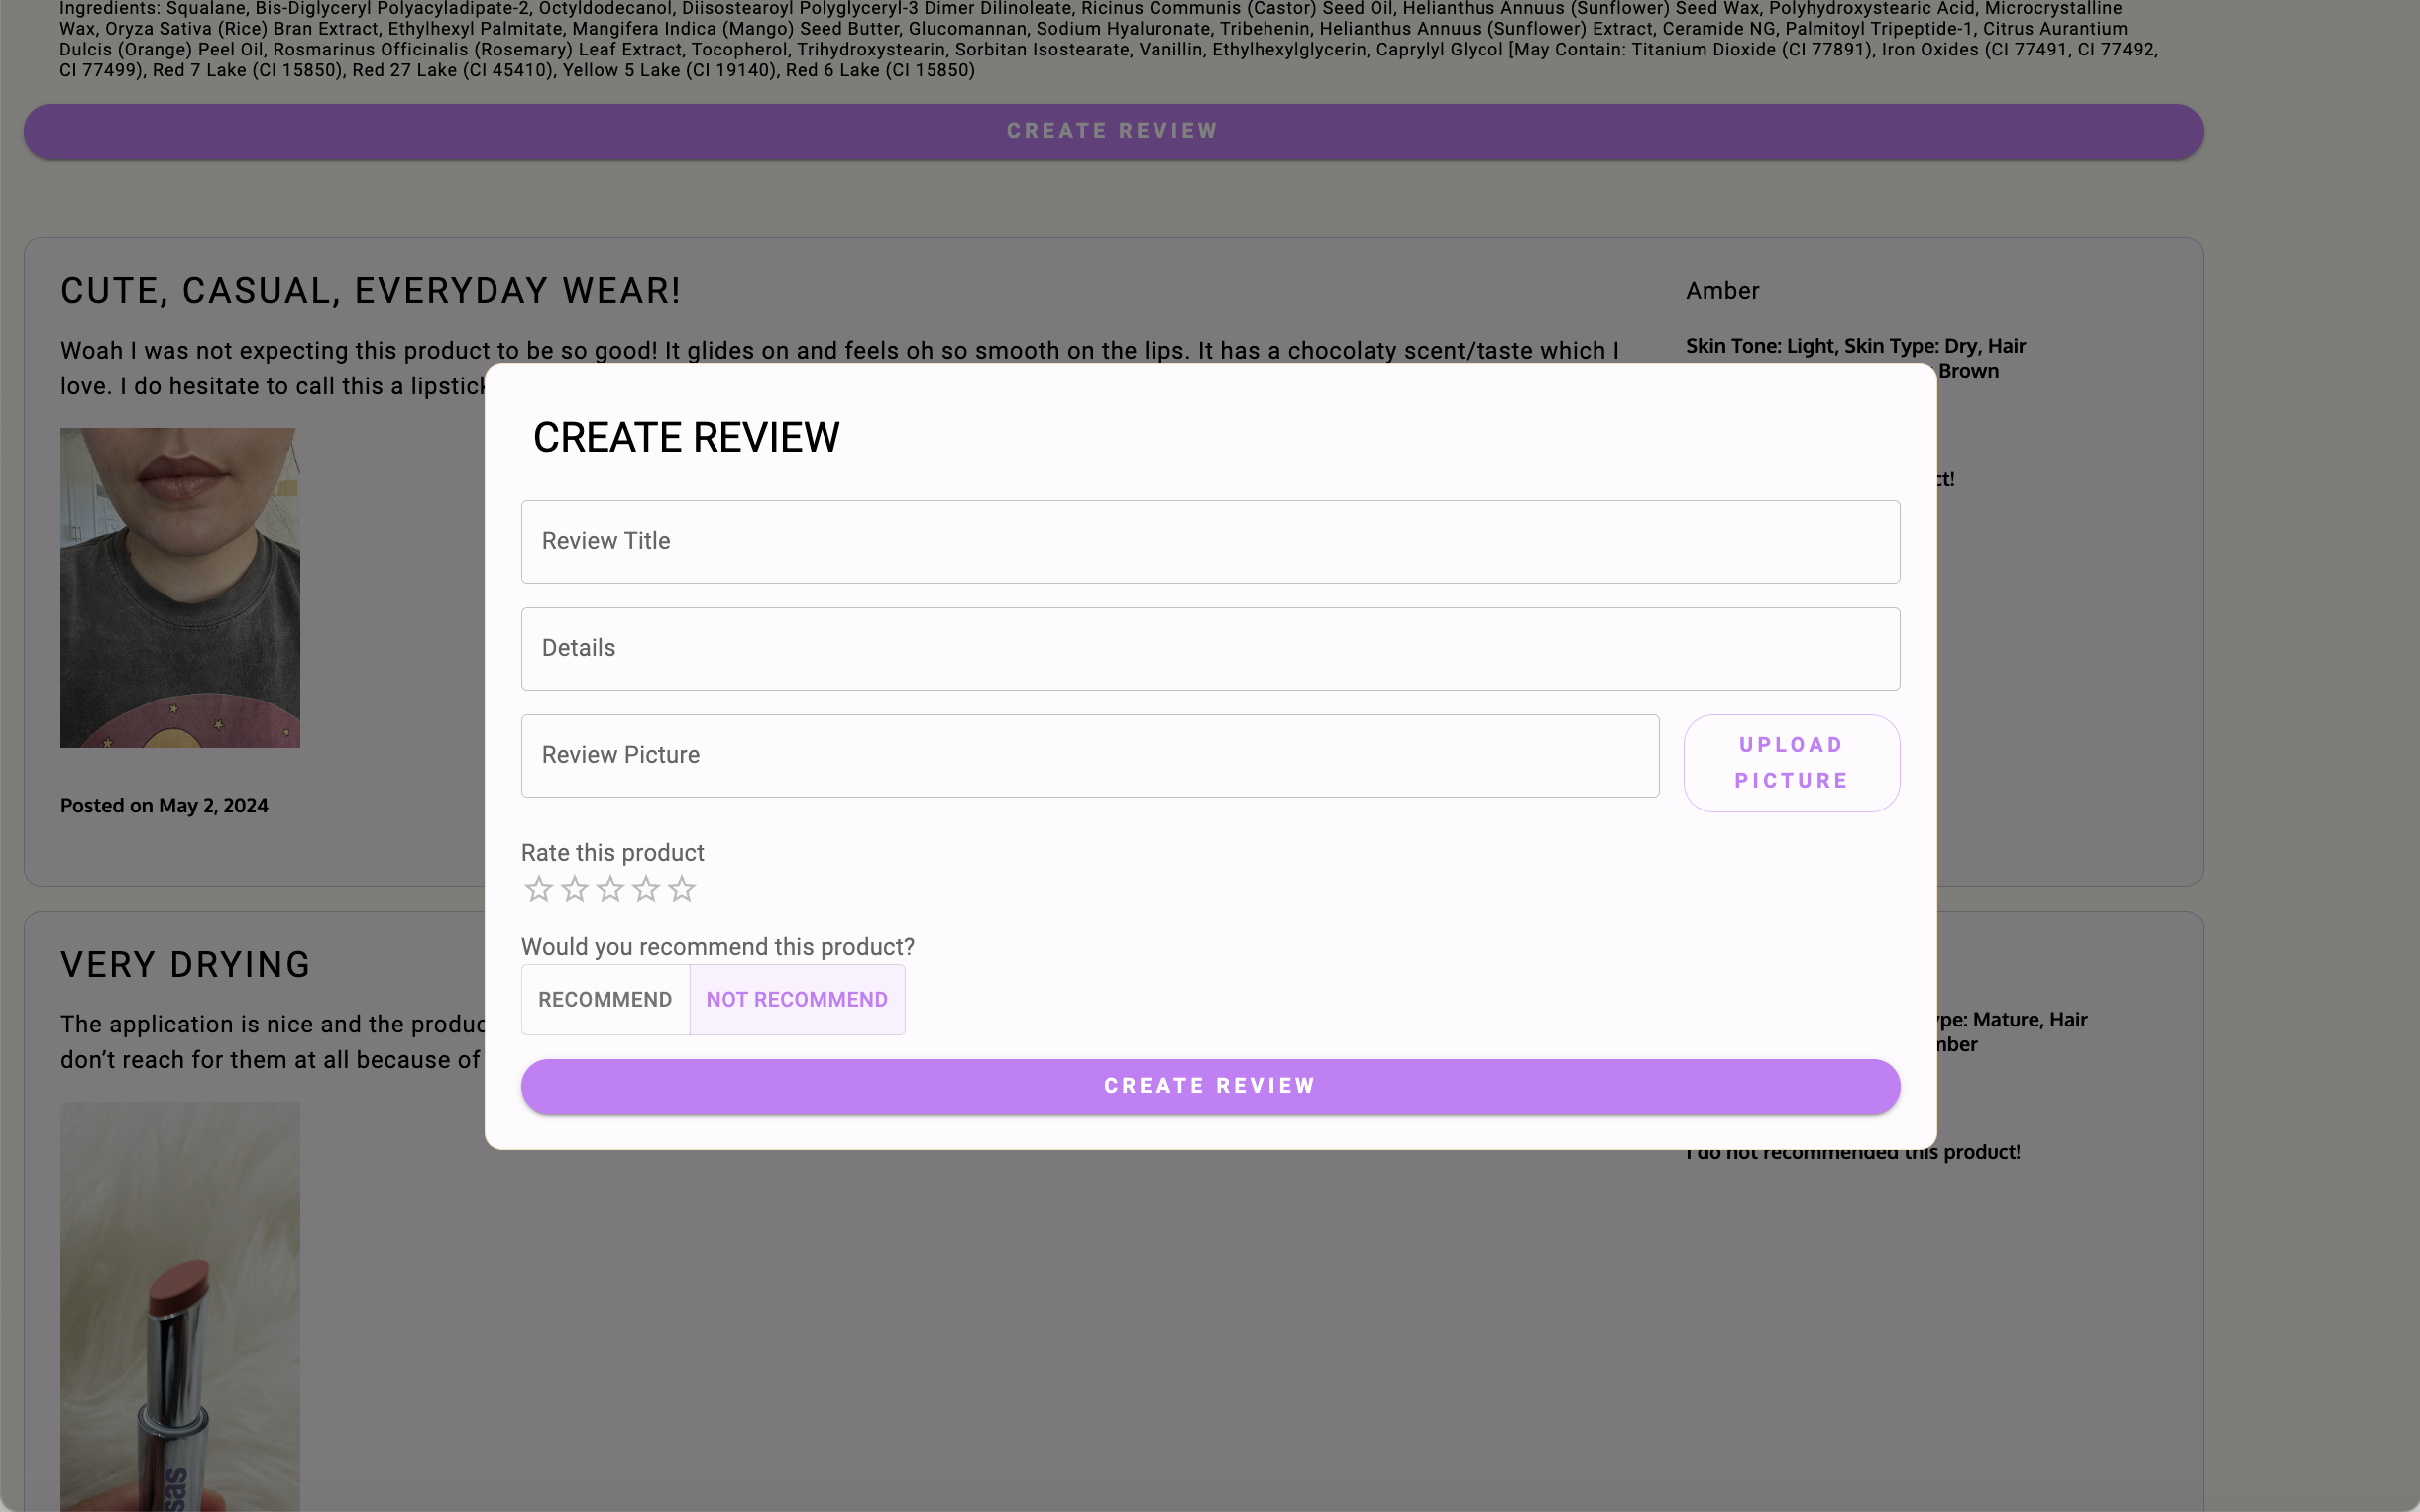 Ingredients: Squalane, Bis-Diglyceryl Polyacyladipate-2, Octyldodecanol, Diisostearoyl Polyglyceryl-3 Dimer Dilinoleate, Ricinus Communis (Castor) Seed Oil, Helianthus Annuus (Sunflower) Seed Wax, Polyhydroxystearic Acid, Microcrystalline
Wax, Oryza Sativa (Rice) Bran Extract, Ethylhexyl Palmitate, Mangifera Indica (Mango) Seed Butter, Glucomannan, Sodium Hyaluronate, Tribehenin, Helianthus Annuus (Sunflower) Extract, Ceramide NG, Palmitoyl Tripeptide-1, Citrus Aurantium
Dulcis (Orange) Peel Oil, Rosmarinus Officinalis (Rosemary) Leaf Extract, Tocopherol, Trihydroxystearin, Sorbitan Isostearate, Vanillin, Ethylhexylglycerin, Caprylyl Glycol [May Contain: Titanium Dioxide (CI 77891), Iron Oxides (CI 77491, CI 77492,
CI 77499), Red 7 Lake (CI 15850), Red 27 Lake (CI 45410), Yellow 5 Lake (CI 19140), Red 6 Lake (CI 15850)
CREATE REVIEW
CUTE, CASUAL, EVERYDAY WEAR!
Woah I was not expecting this product to be so good! It glides on and feels oh so smooth on the lips. It has a chocolaty scent/taste which I
love. I do hesitate to call this a lipstick
Posted on May 2, 2024
Amber
Skin Tone: Light, Skin Type: Dry, Hair
Brown
CREATE REVIEW
Review Title
Details
Review Picture
UPLOAD
PICTURE
Rate this product
Would you recommend this product?
RECOMMEND
NOT RECOMMEND
CREATE REVIEW
VERY DRYING
The application is nice and the produc
don’t reach for them at all because of
Mature, Hair
I do not recommended this product!